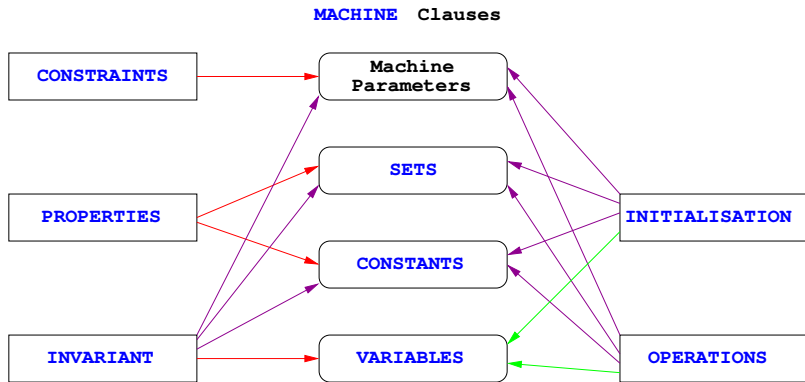 MACHINE Clauses
CONSTRAINTS
Machine
Parameters
SETS
PROPERTIES
INITIALISATION
CONSTANTS
INVARIANT
VARIABLES
OPERATIONS